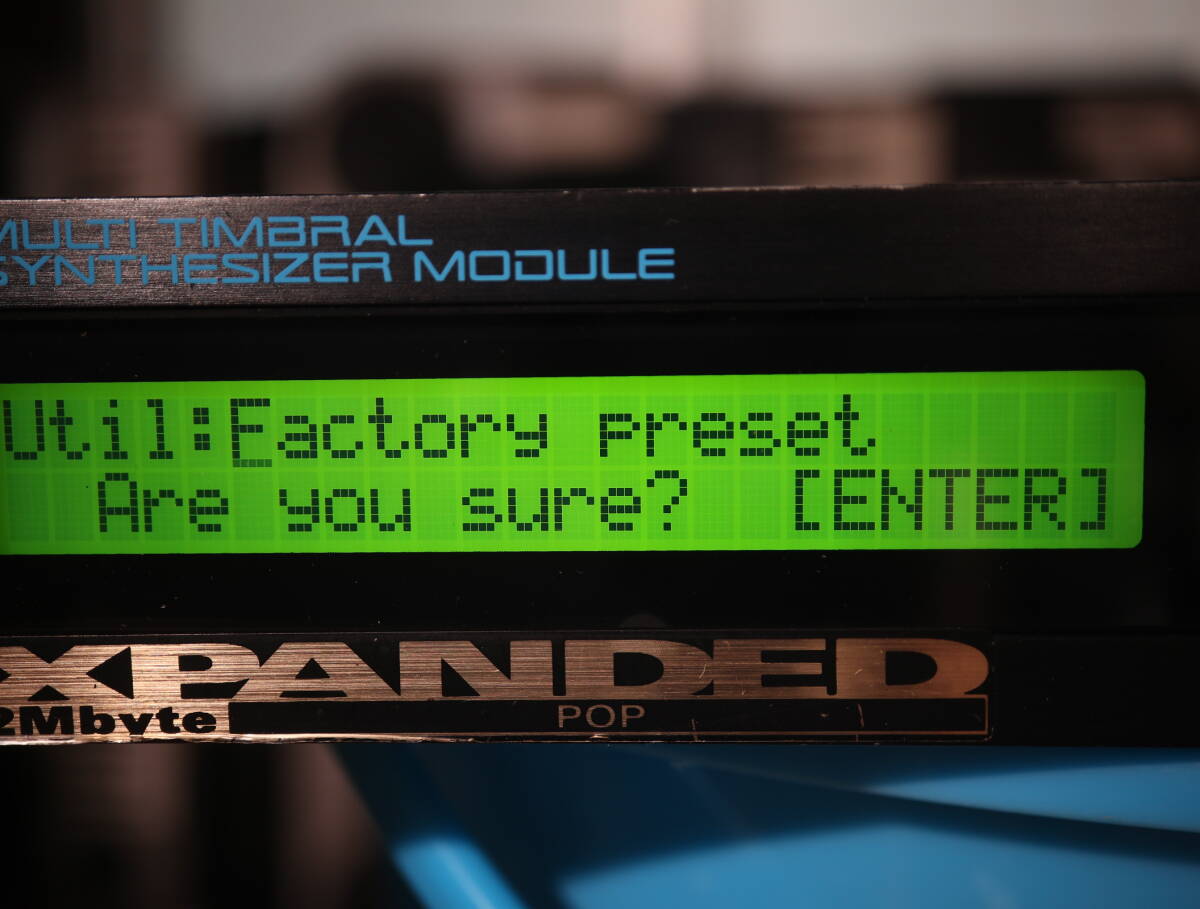 MULTI TIMBRAL
SYNTHESIZER MODULE
Util:Factory preset
Are you sure? [ENTER]
XPANDED
2Mbyte
POP